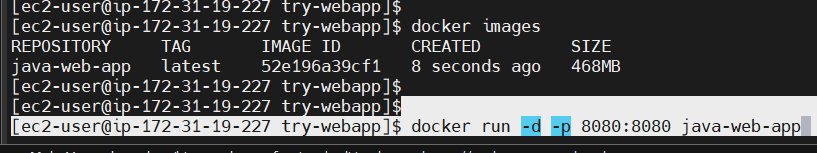 [ec2-user@ip-172-31-19-227 try-webapp]$
[ec2-user@ip-172-31-19-227 try-webapp]$ docker images
REPOSITORY TAG IMAGE ID CREATED SIZE
java-web-app latest 52e196a39cf1 8 seconds ago 468MB
[ec2-user@ip-172-31-19-227 try-webapp]$
[ec2-user@ip-172-31-19-227 try-webapp]$
[ec2-user@ip-172-31-19-227 try-webapp]$ docker run -d -p 8080:8080 java-web-app